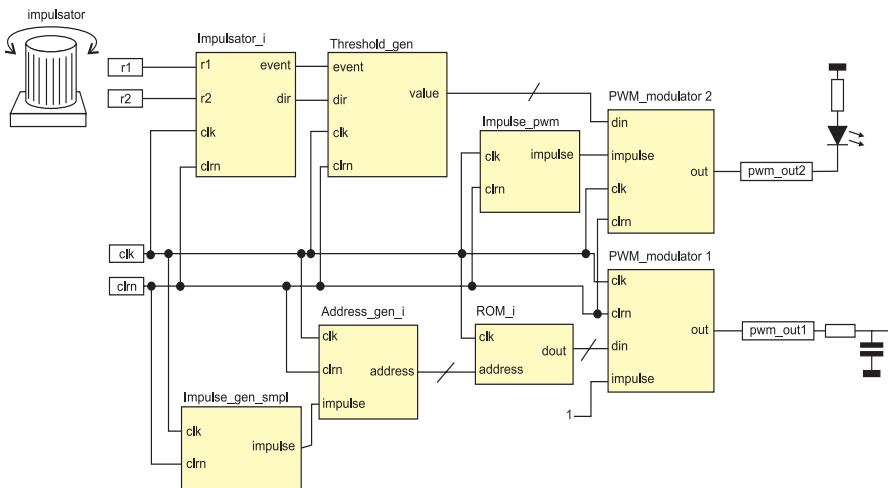 impulsator
Impulsator_i
r1
r2
clk
clrn
event
dir
r1
r2
Threshold_gen
event
dir
clk
clrn
value
Impulse_pwm
clk
clrn
impulse
PWM_modulator 2
din
impulse
clk
clrn
out
pwm_out2
clk
clrn
PWM_modulator 1
clk
clrn
din
impulse
out
pwm_out1
1
Address_gen_i
clk
clrn
impulse
address
ROM_i
clk
address
dout
Impulse_gen_smpl
clk
clrn
impulse